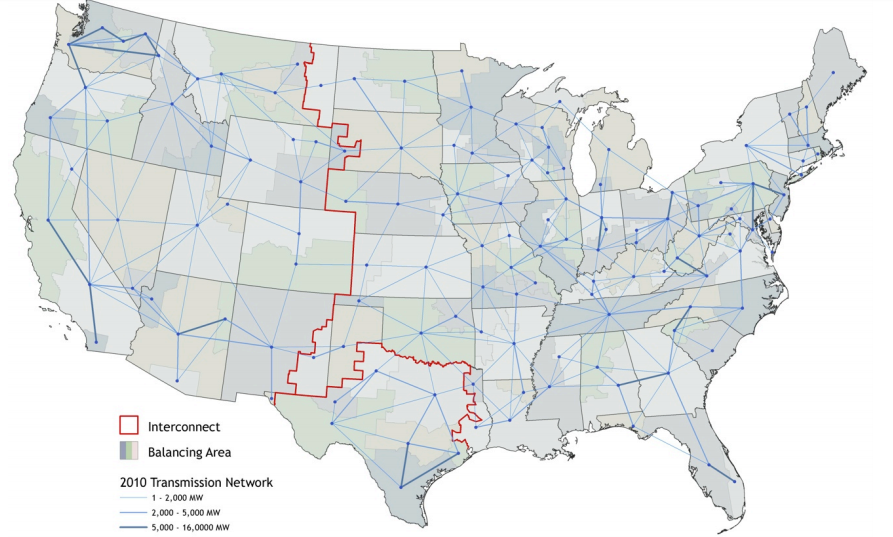 Interconnect
Balancing Area
2010 Transmission Network
1 - 2,000 MW
2,000 - 5,000 MW
5,000 - 16,0000 MW